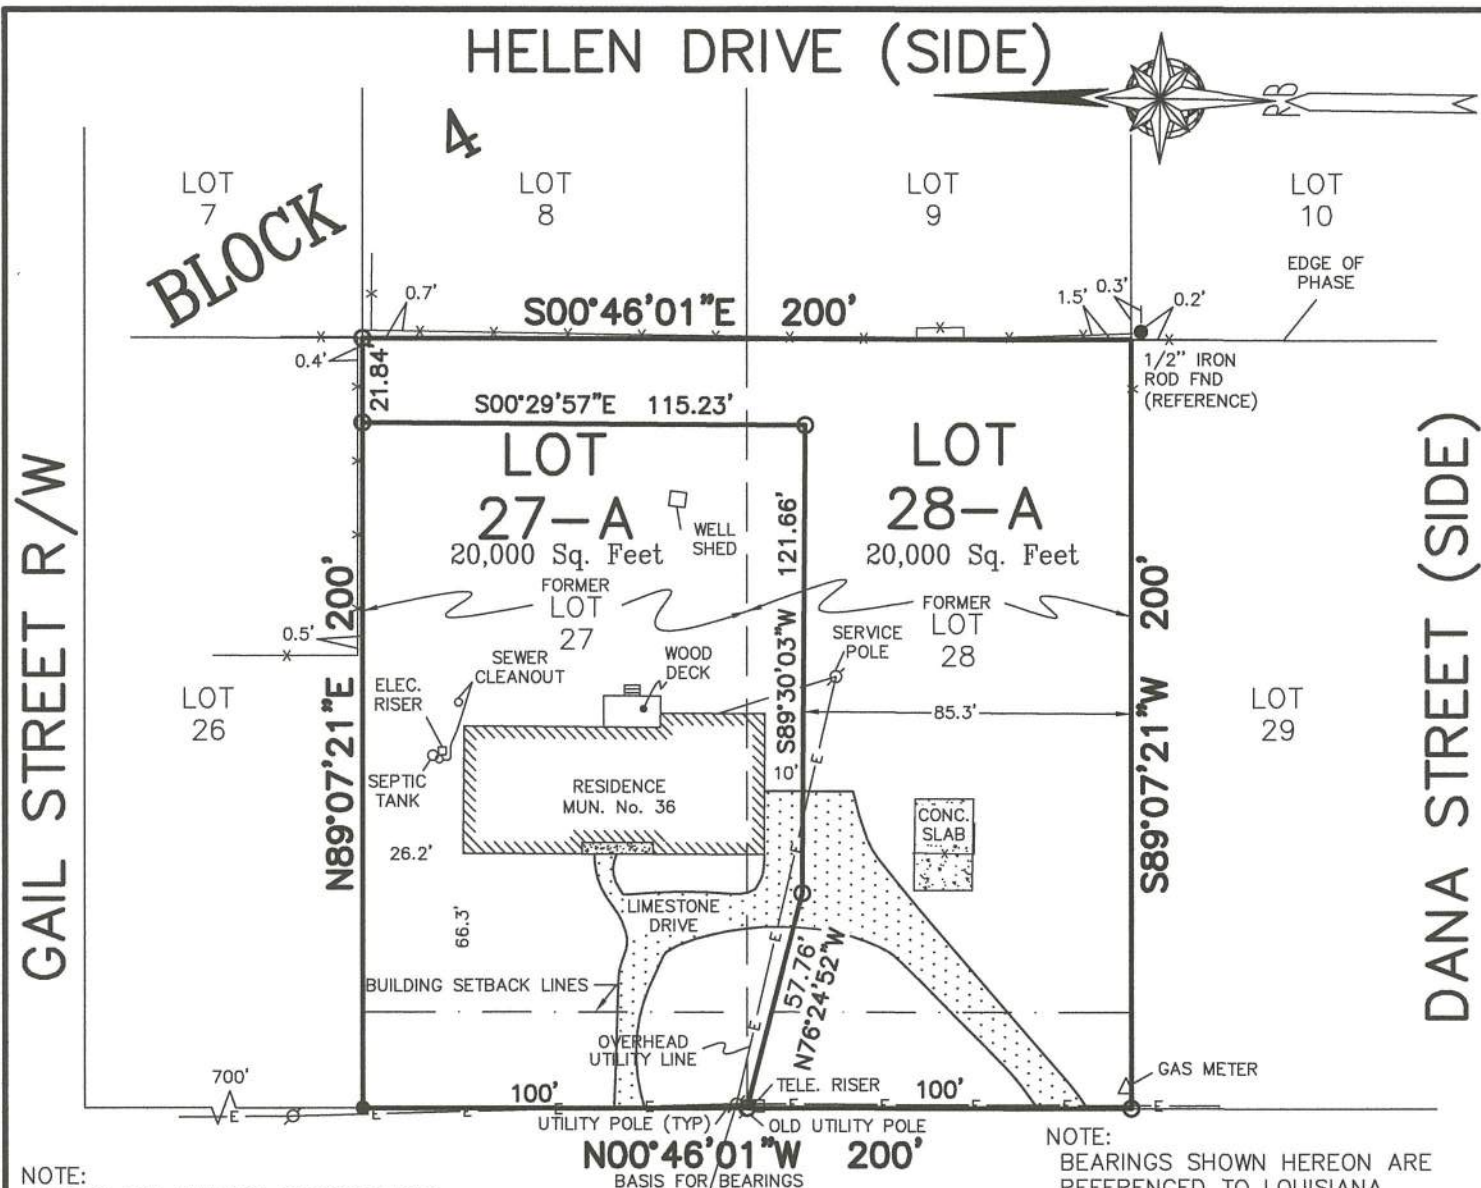 HELEN DRIVE (SIDE)
RB
BLOCK 4
LOT
7
LOT
8
LOT
9
LOT
10
EDGE OF
PHASE
0.7'
S00°46'01"E 200'
1.5'
0.3'
0.2'
0.4'
21.84'
1/2" IRON
ROD FND
(REFERENCE)
S00°29'57"E 115.23'
LOT
27-A
20,000 Sq. Feet
WELL
SHED
LOT
28-A
20,000 Sq. Feet
121.66'
S89°30'03"W
FORMER
LOT
27
FORMER
LOT
28
GAIL STREET R/W
DANA STREET (SIDE)
N89°07'21"E 200'
S89°07'21"W 200'
0.5'
LOT
26
LOT
29
SEWER
CLEANOUT
WOOD
DECK
SERVICE
POLE
ELEC.
RISER
85.3'
SEPTIC
TANK
RESIDENCE
MUN. No. 36
10'
E
CONC.
SLAB
26.2'
E
66.3'
LIMESTONE
DRIVE
E
57.76'
N76°24'52"W
BUILDING SETBACK LINES
E
OVERHEAD
UTILITY LINE
700'
100'
TELE. RISER
100'
GAS METER
E
E E E E E E E E
UTILITY POLE (TYP)
OLD UTILITY POLE
N00°46'01"W 200'
BASIS FOR BEARINGS
NOTE:
NOTE:
BEARINGS SHOWN HEREON ARE
REFERENCED TO LOUISIANA